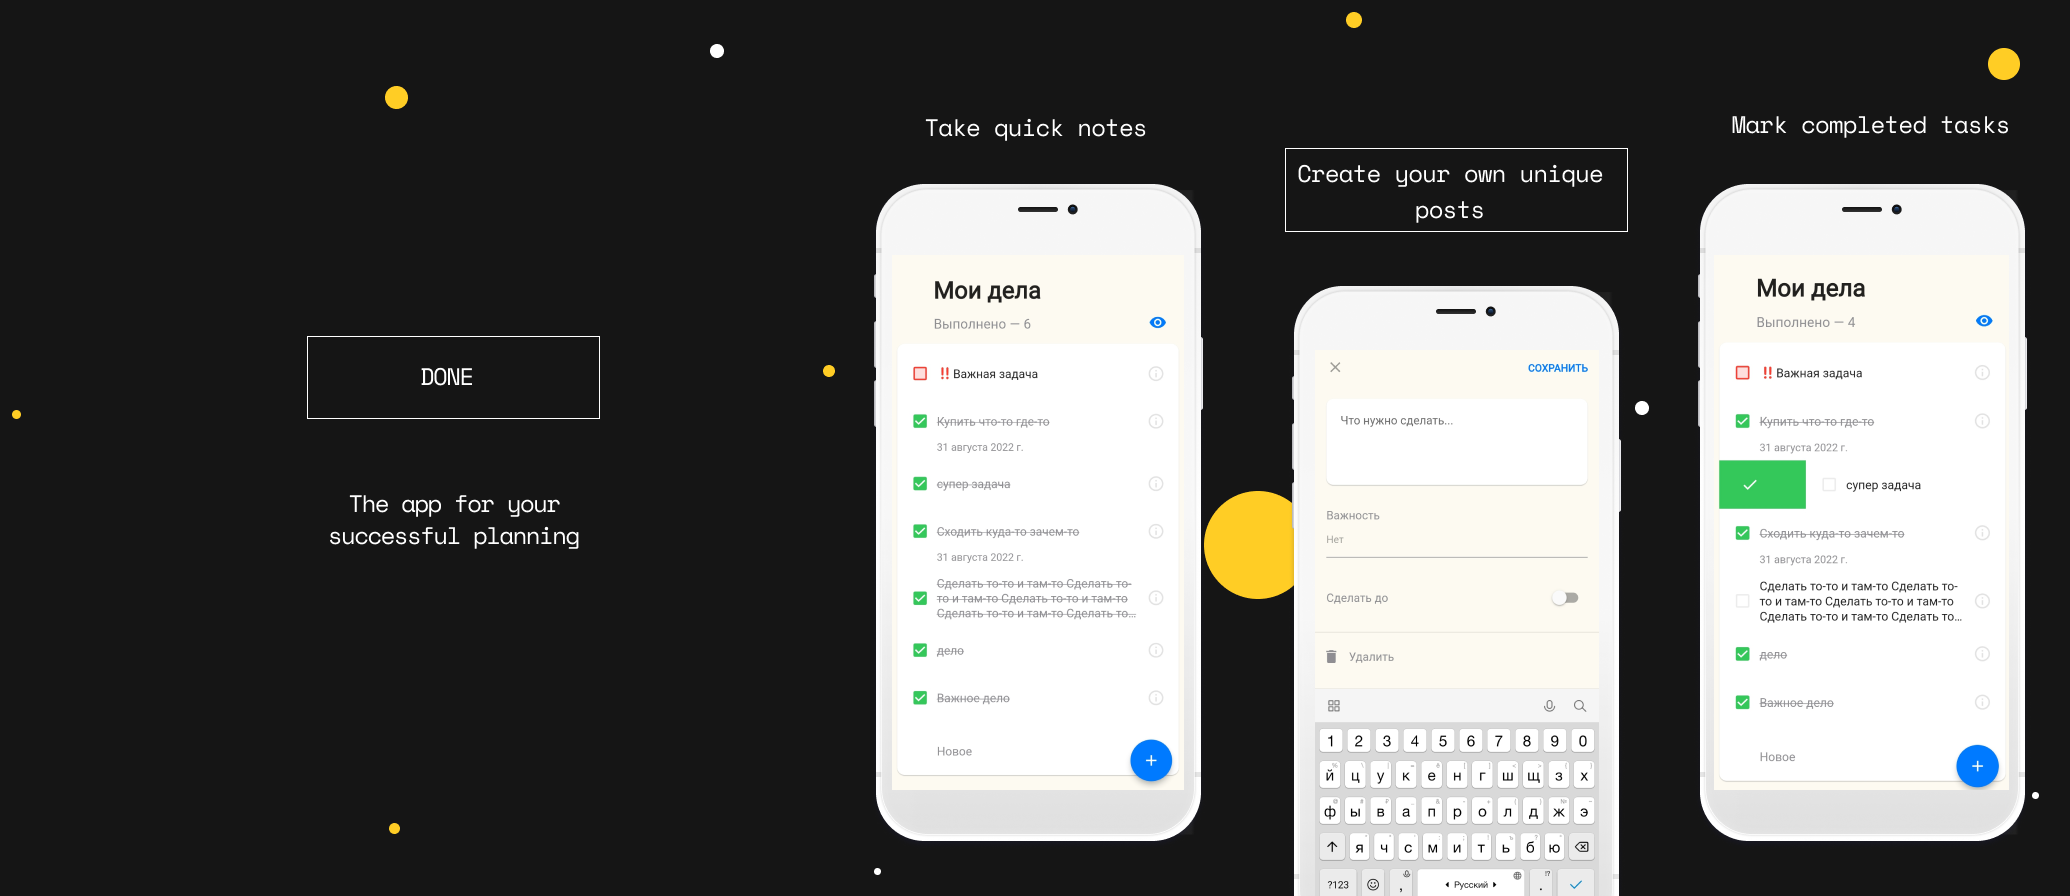 DONE
The app for your
successful planning
Take quick notes
Мои дела
Выполнено — 6
!! Важная задача
Купить что-то где-то
31 августа 2022 г.
супер задача
Сходить куда-то зачем-то
31 августа 2022 г.
Сделать то-то и там-то Сделать то-
то и там-то Сделать то-то и там-то
Сделать то-то и там-то Сделать то...
дело
Важное дело
Новое
+
Create your own unique
posts
СОХРАНИТЬ
Что нужно сделать...
Важность
Нет
Сделать до
Удалить
1 2 3 4 5 6 7 8 9 0
й ц у к е н г ш щ з х
ф ы в а п р о л д ж э
я ч с м и т ь б ю
?123 , Русский .
Mark completed tasks
Мои дела
Выполнено — 4
!! Важная задача
Купить что-то где-то
31 августа 2022 г.
супер задача
Сходить куда-то зачем-то
31 августа 2022 г.
Сделать то-то и там-то Сделать то-
то и там-то Сделать то-то и там-то
Сделать то-то и там-то Сделать то...
дело
Важное дело
Новое
+